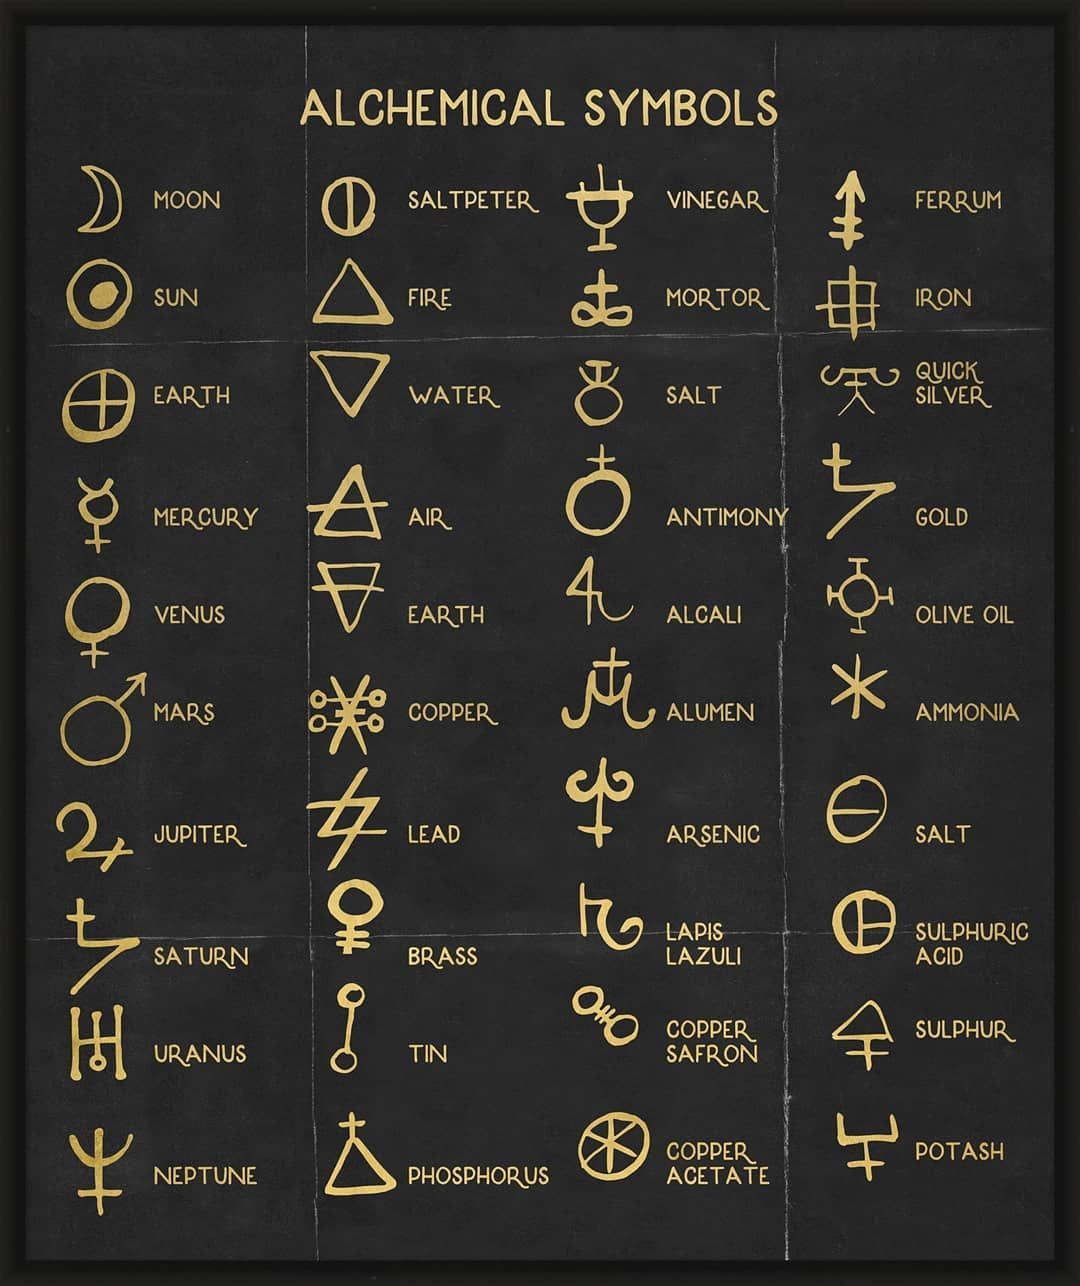 ALCHEMICAL SYMBOLS
MOON
SUN
EARTH
MERCURY
VENUS
MARS
JUPITER
SATURN
URANUS
NEPTUNE
SALTPETER
FIRE
WATER
AIR
EARTH
COPPER
LEAD
BRASS
TIN
PHOSPHORUS
VINEGAR
MORTOR
SALT
ANTIMONY
ALCALI
ALUMEN
ARSENIC
LAPIS
LAZULI
COPPER
SAFRON
COPPER
ACETATE
FERRUM
IRON
QUICK
SILVER
GOLD
OLIVE OIL
AMMONIA
SALT
SULPHURIC
ACID
SULPHUR
POTASH